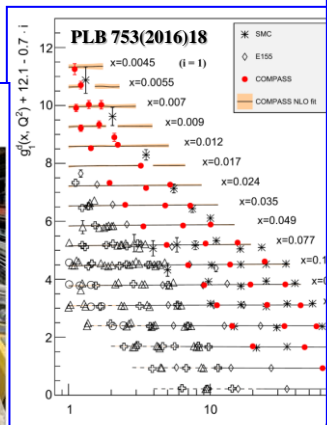 PLB 753(2016)18
(i = 1)
SMC
E155
COMPASS
COMPASS NLO fit
g₁ᵖ(x, Q²) + 12.1 - 0.7 · i
12
10
8
6
4
2
0
x=0.0045
x=0.0055
x=0.007
x=0.009
x=0.012
x=0.017
x=0.024
x=0.035
x=0.049
x=0.077
1
10